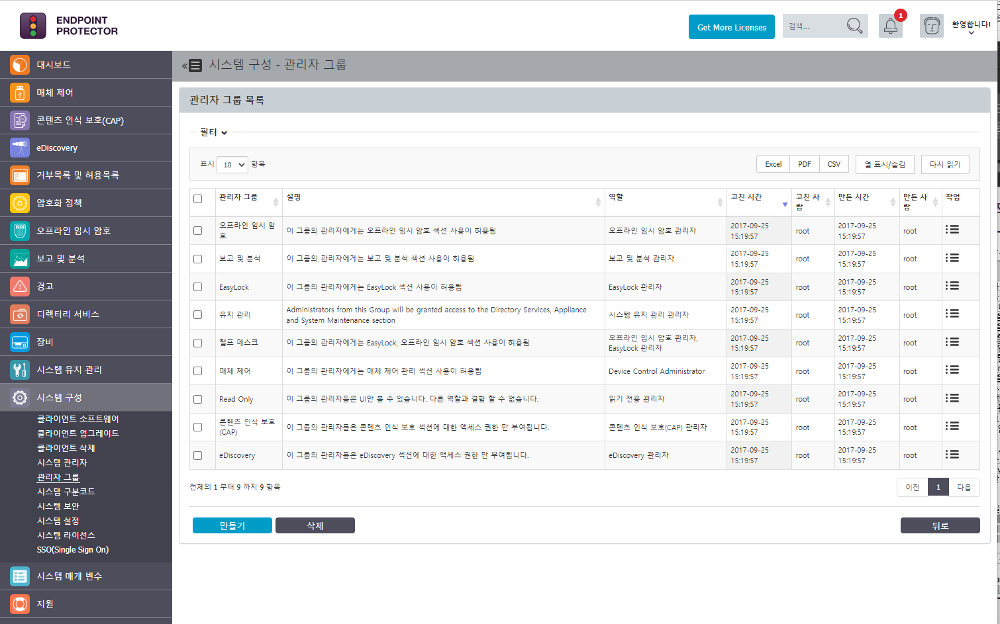 ENDPOINT
PROTECTOR
Get More Licenses
검색...
1
환영합니다!
대시보드
매체 제어
콘텐츠 인식 보호(CAP)
eDiscovery
거부목록 및 허용목록
암호화 정책
오프라인 임시 암호
보고 및 분석
경고
디렉터리 서비스
장비
시스템 유지 관리
시스템 구성
클라이언트 소프트웨어
클라이언트 업그레이드
클라이언트 삭제
시스템 관리자
관리자 그룹
시스템 구분코드
시스템 보안
시스템 설정
시스템 라이선스
SSO(Single Sign On)
시스템 매개 변수
지원
시스템 구성 - 관리자 그룹
관리자 그룹 목록
필터
표시 10 항목
Excel PDF CSV 열 표시/숨김 다시 읽기
관리자 그룹 설명 역할 고친 시간 고친 사람 만든 시간 만든 사람 작업
오프라인 임시 암호 이 그룹의 관리자에게는 오프라인 임시 암호 섹션 사용이 허용됨 오프라인 임시 암호 관리자 2017-09-25 15:19:57 root 2017-09-25 15:19:57 root
보고 및 분석 이 그룹의 관리자에게는 보고 및 분석 섹션 사용이 허용됨 보고 및 분석 관리자 2017-09-25 15:19:57 root 2017-09-25 15:19:57 root
EasyLock 이 그룹의 관리자에게는 EasyLock 섹션 사용이 허용됨 EasyLock 관리자 2017-09-25 15:19:57 root 2017-09-25 15:19:57 root
유지 관리 Administrators from this Group will be granted access to the Directory Services, Appliance and System Maintenance section 시스템 유지 관리 관리자 2017-09-25 15:19:57 root 2017-09-25 15:19:57 root
헬프 데스크 이 그룹의 관리자에게는 EasyLock, 오프라인 임시 암호 섹션 사용이 허용됨 오프라인 임시 암호 관리자, EasyLock 관리자 2017-09-25 15:19:57 root 2017-09-25 15:19:57 root
매체 제어 이 그룹의 관리자에게는 매체 제어 관리 섹션 사용이 허용됨 Device Control Administrator 2017-09-25 15:19:57 root 2017-09-25 15:19:57 root
Read Only 이 그룹의 관리자들은 UI만 볼 수 있습니다. 다른 역할과 결합 할 수 없습니다. 읽기 전용 관리자 2017-09-25 15:19:57 root 2017-09-25 15:19:57 root
콘텐츠 인식 보호(CAP) 이 그룹의 관리자들은 콘텐츠 인식 보호 섹션에 대한 액세스 권한 만 부여됩니다. 콘텐츠 인식 보호(CAP) 관리자 2017-09-25 15:19:57 root 2017-09-25 15:19:57 root
eDiscovery 이 그룹의 관리자들은 eDiscovery 섹션에 대한 액세스 권한 만 부여됩니다. eDiscovery 관리자 2017-09-25 15:19:57 root 2017-09-25 15:19:57 root
전체의 1 부터 9 까지 9 항목
이전 1 다음
만들기 삭제 뒤로